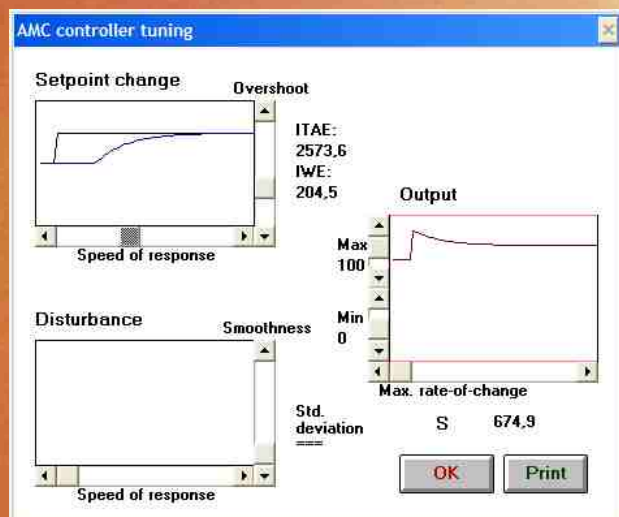 AMC controller tuning
Setpoint change
Overshoot
ITAE:
2573,6
IWE:
204,5
Speed of response
Output
Max
100
Min
0
Max. rate-of-change
S 674,9
Disturbance
Smoothness
Std.
deviation
===
Speed of response
OK
Print